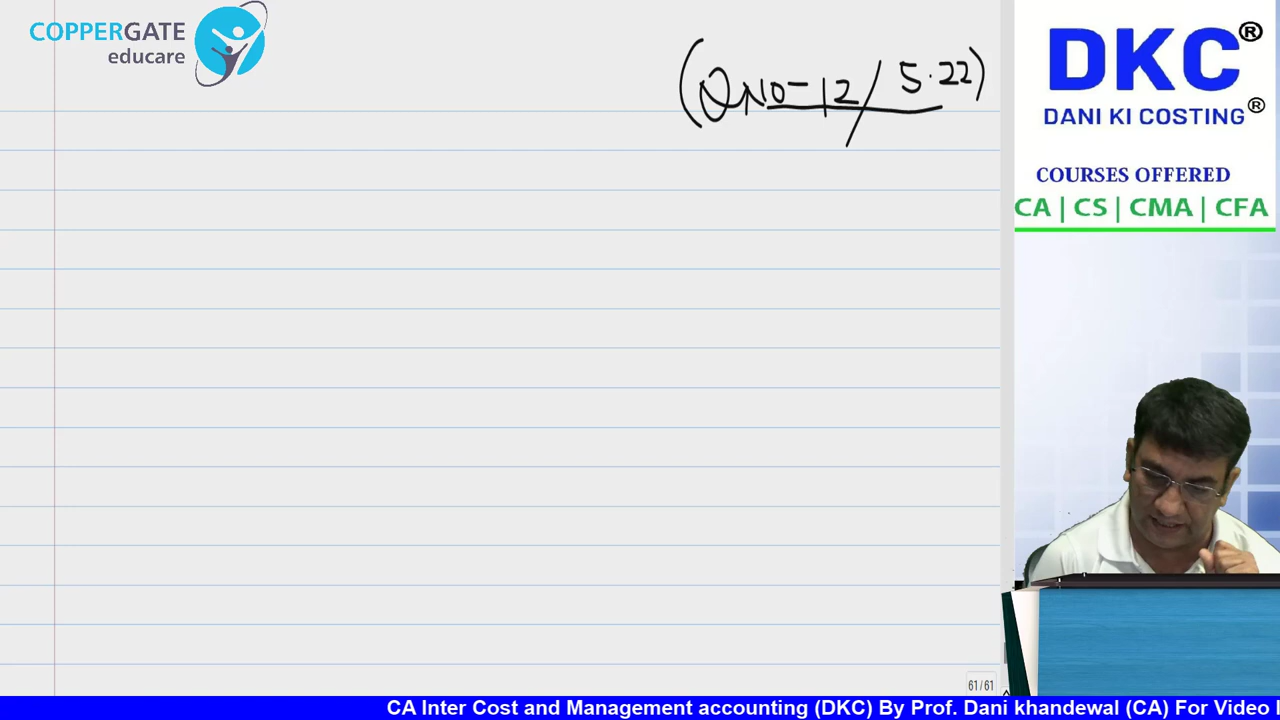 COPPERGATE
educare
(QNo-12/5.22)
DKC®
DANI KI COSTING®
COURSES OFFERED
CA | CS | CMA | CFA
61/61
CA Inter Cost and Management accounting (DKC) By Prof. Dani khandewal (CA) For Video l